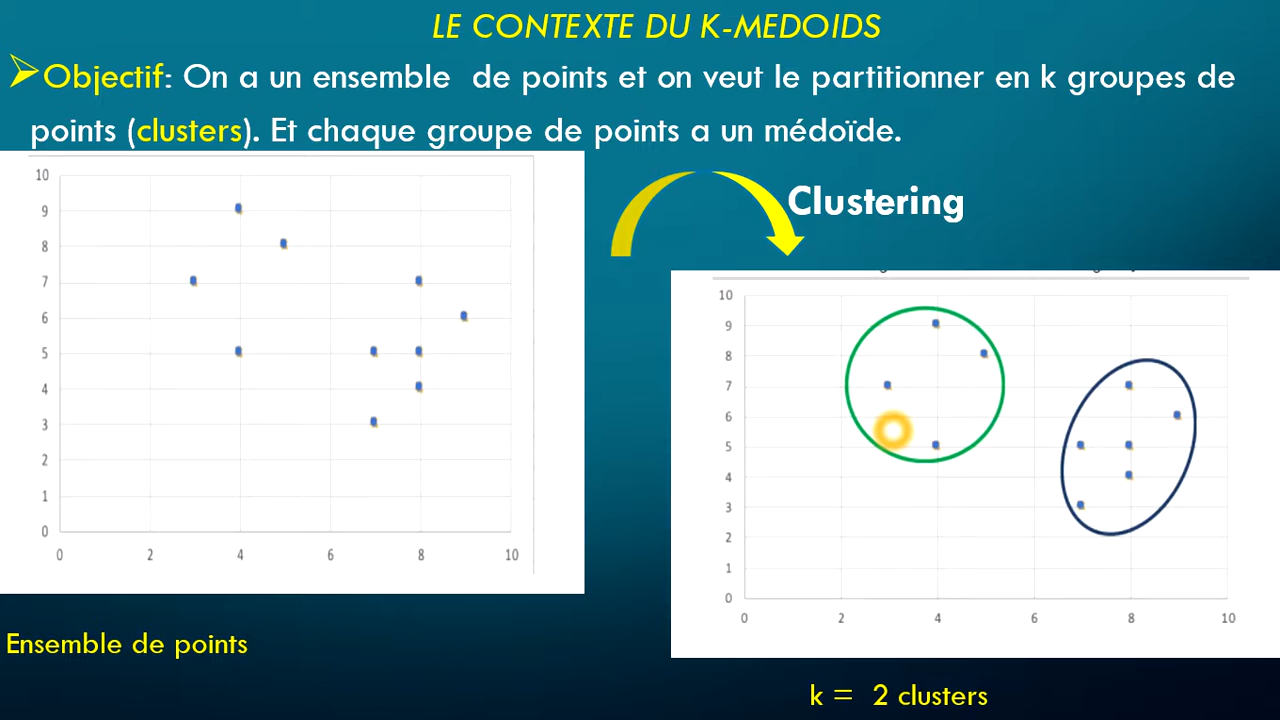 LE CONTEXTE DU K-MEDOIDS
Objectif: On a un ensemble de points et on veut le partitionner en k groupes de
points (clusters). Et chaque groupe de points a un médoïde.
Clustering
10
9
8
7
6
5
4
3
2
1
0
0 2 4 6 8 10
10
9
8
7
6
5
4
3
2
1
0
0 2 4 6 8 10
Ensemble de points
k = 2 clusters